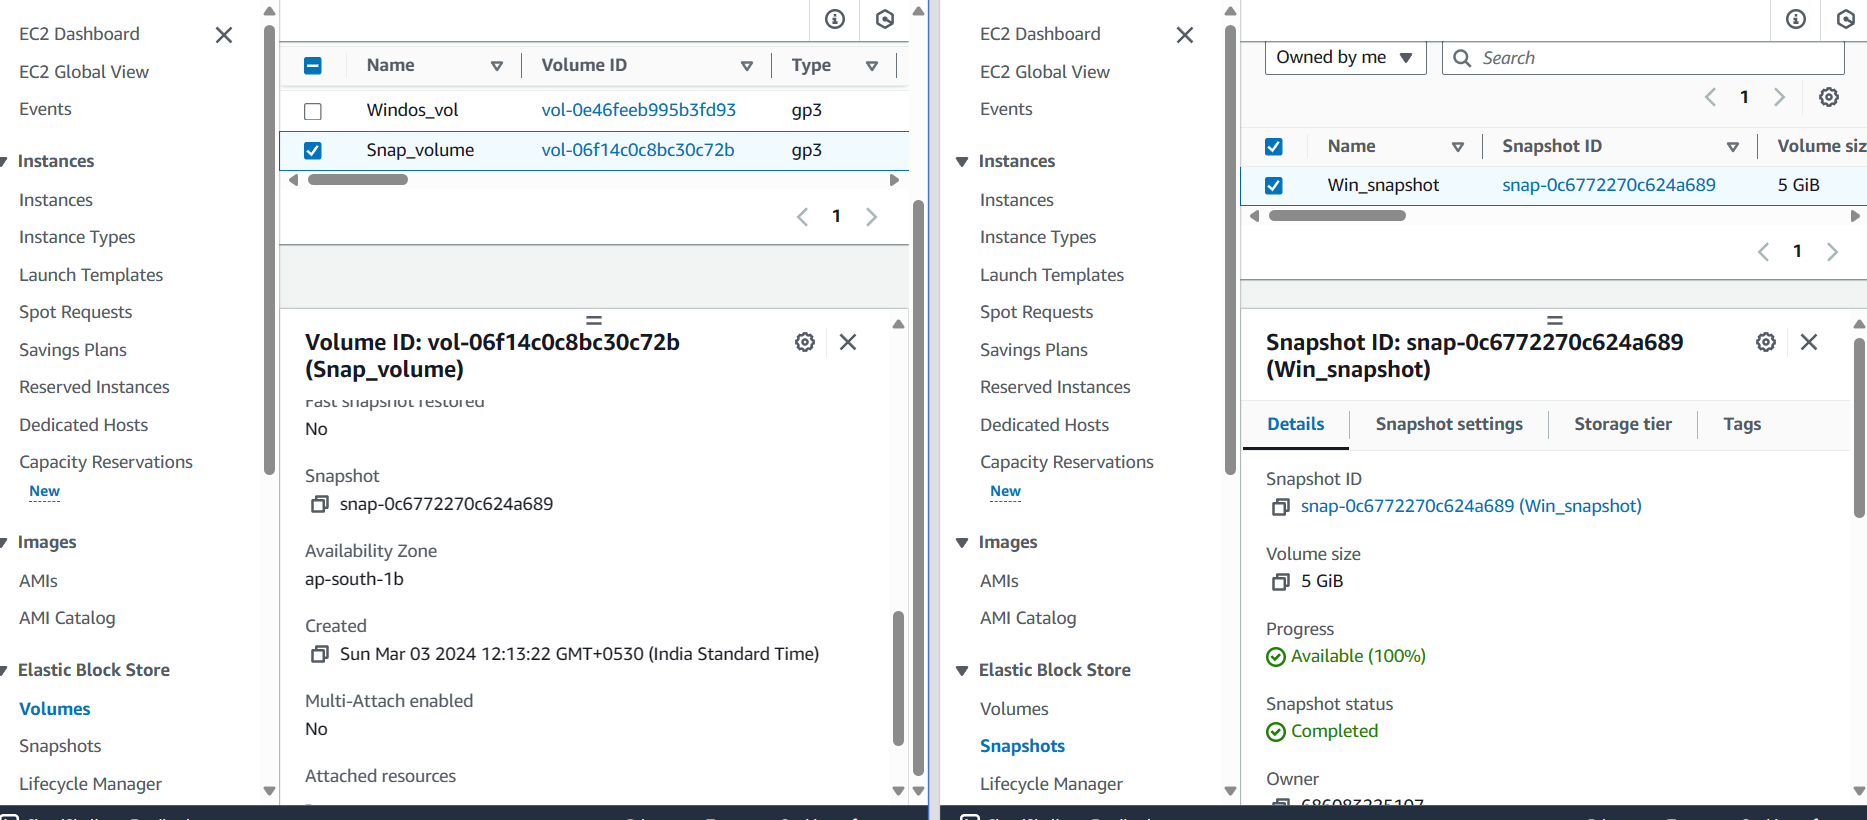 EC2 Dashboard
EC2 Global View
Events
Instances
Instances
Instance Types
Launch Templates
Spot Requests
Savings Plans
Reserved Instances
Dedicated Hosts
Capacity Reservations
New
Images
AMIs
AMI Catalog
Elastic Block Store
Volumes
Snapshots
Lifecycle Manager
Name Volume ID Type
Windos_vol vol-0e46feeb995b3fd93 gp3
Snap_volume vol-06f14c0c8bc30c72b gp3
1
Volume ID: vol-06f14c0c8bc30c72b
(Snap_volume)
Fast snapshot restored
No
Snapshot
snap-0c6772270c624a689
Availability Zone
ap-south-1b
Created
Sun Mar 03 2024 12:13:22 GMT+0530 (India Standard Time)
Multi-Attach enabled
No
Attached resources
EC2 Dashboard
EC2 Global View
Events
Instances
Instances
Instance Types
Launch Templates
Spot Requests
Savings Plans
Reserved Instances
Dedicated Hosts
Capacity Reservations
New
Images
AMIs
AMI Catalog
Elastic Block Store
Volumes
Snapshots
Lifecycle Manager
Owned by me Search
1
Name Snapshot ID Volume siz
Win_snapshot snap-0c6772270c624a689 5 GiB
1
Snapshot ID: snap-0c6772270c624a689
(Win_snapshot)
Details Snapshot settings Storage tier Tags
Snapshot ID
snap-0c6772270c624a689 (Win_snapshot)
Volume size
5 GiB
Progress
Available (100%)
Snapshot status
Completed
Owner